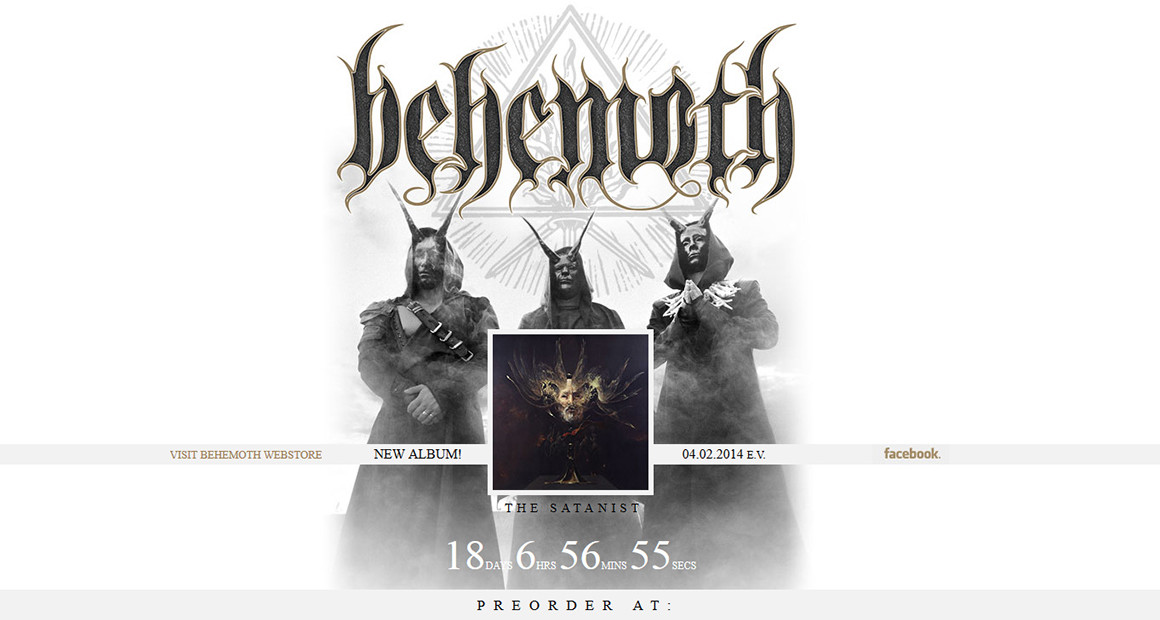 behemoth
VISIT BEHEMOTH WEBSTORE
NEW ALBUM!
04.02.2014 E.V.
facebook.
THE SATANIST
18 DAYS 6 HRS 56 MINS 55 SECS
PREORDER AT: